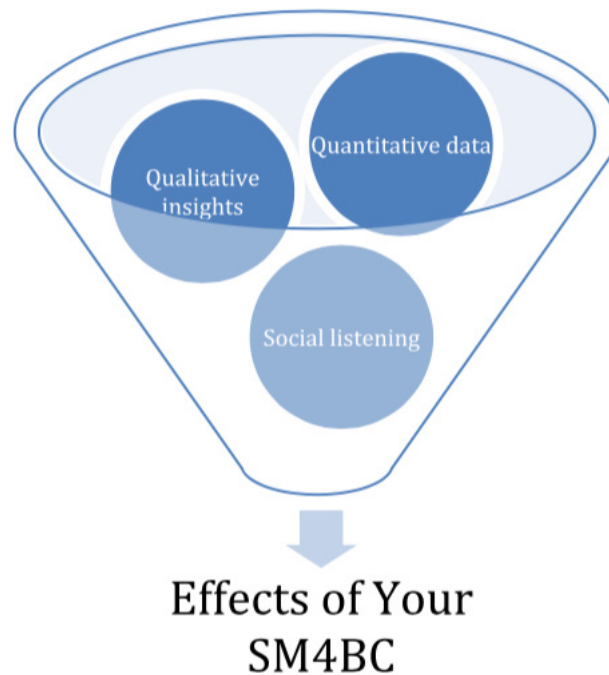 Quantitative data
Qualitative
insights
Social listening
Effects of Your
SM4BC